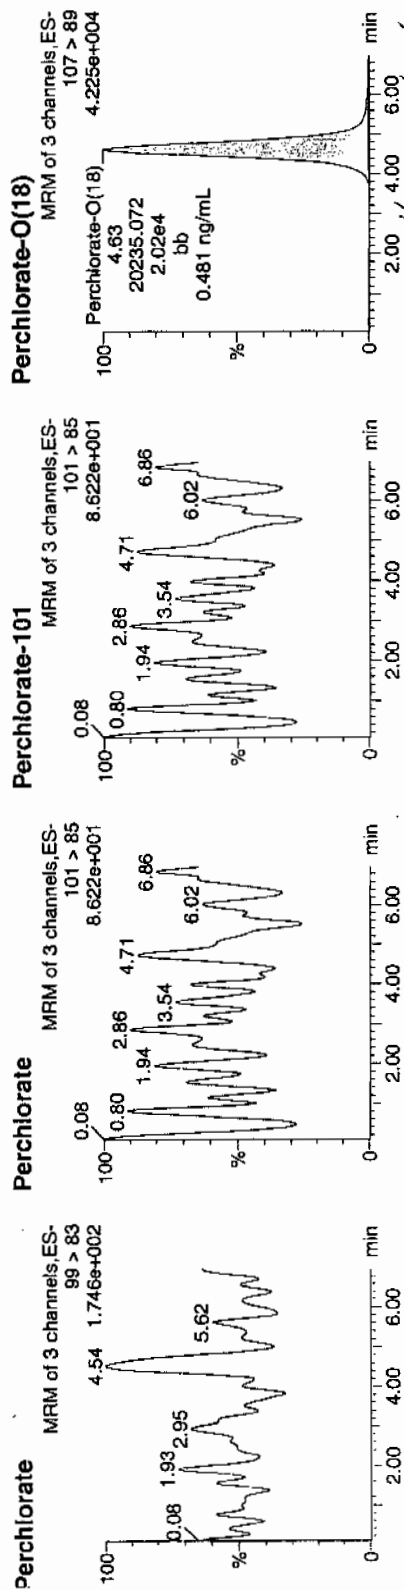 Perchlorate
MRM of 3 channels,ES-
99 > 83
1.746e+002
100
%
0
0.08
1.93
2.95
4.54
5.62
2.00
4.00
6.00
min
Perchlorate
MRM of 3 channels,ES-
101 > 85
8.622e+001
100
%
0
0.08
0.80
1.94
2.86
3.54
4.71
6.02
6.86
2.00
4.00
6.00
min
Perchlorate-101
MRM of 3 channels,ES-
101 > 85
8.622e+001
100
%
0
0.08
0.80
1.94
2.86
3.54
4.71
6.02
6.86
2.00
4.00
6.00
min
Perchlorate-O(18)
MRM of 3 channels,ES-
107 > 89
4.225e+004
100
%
0
Perchlorate-O(18)
4.63
20235.072
2.02e4
bb
0.481 ng/mL
2.00
4.00
6.00
min